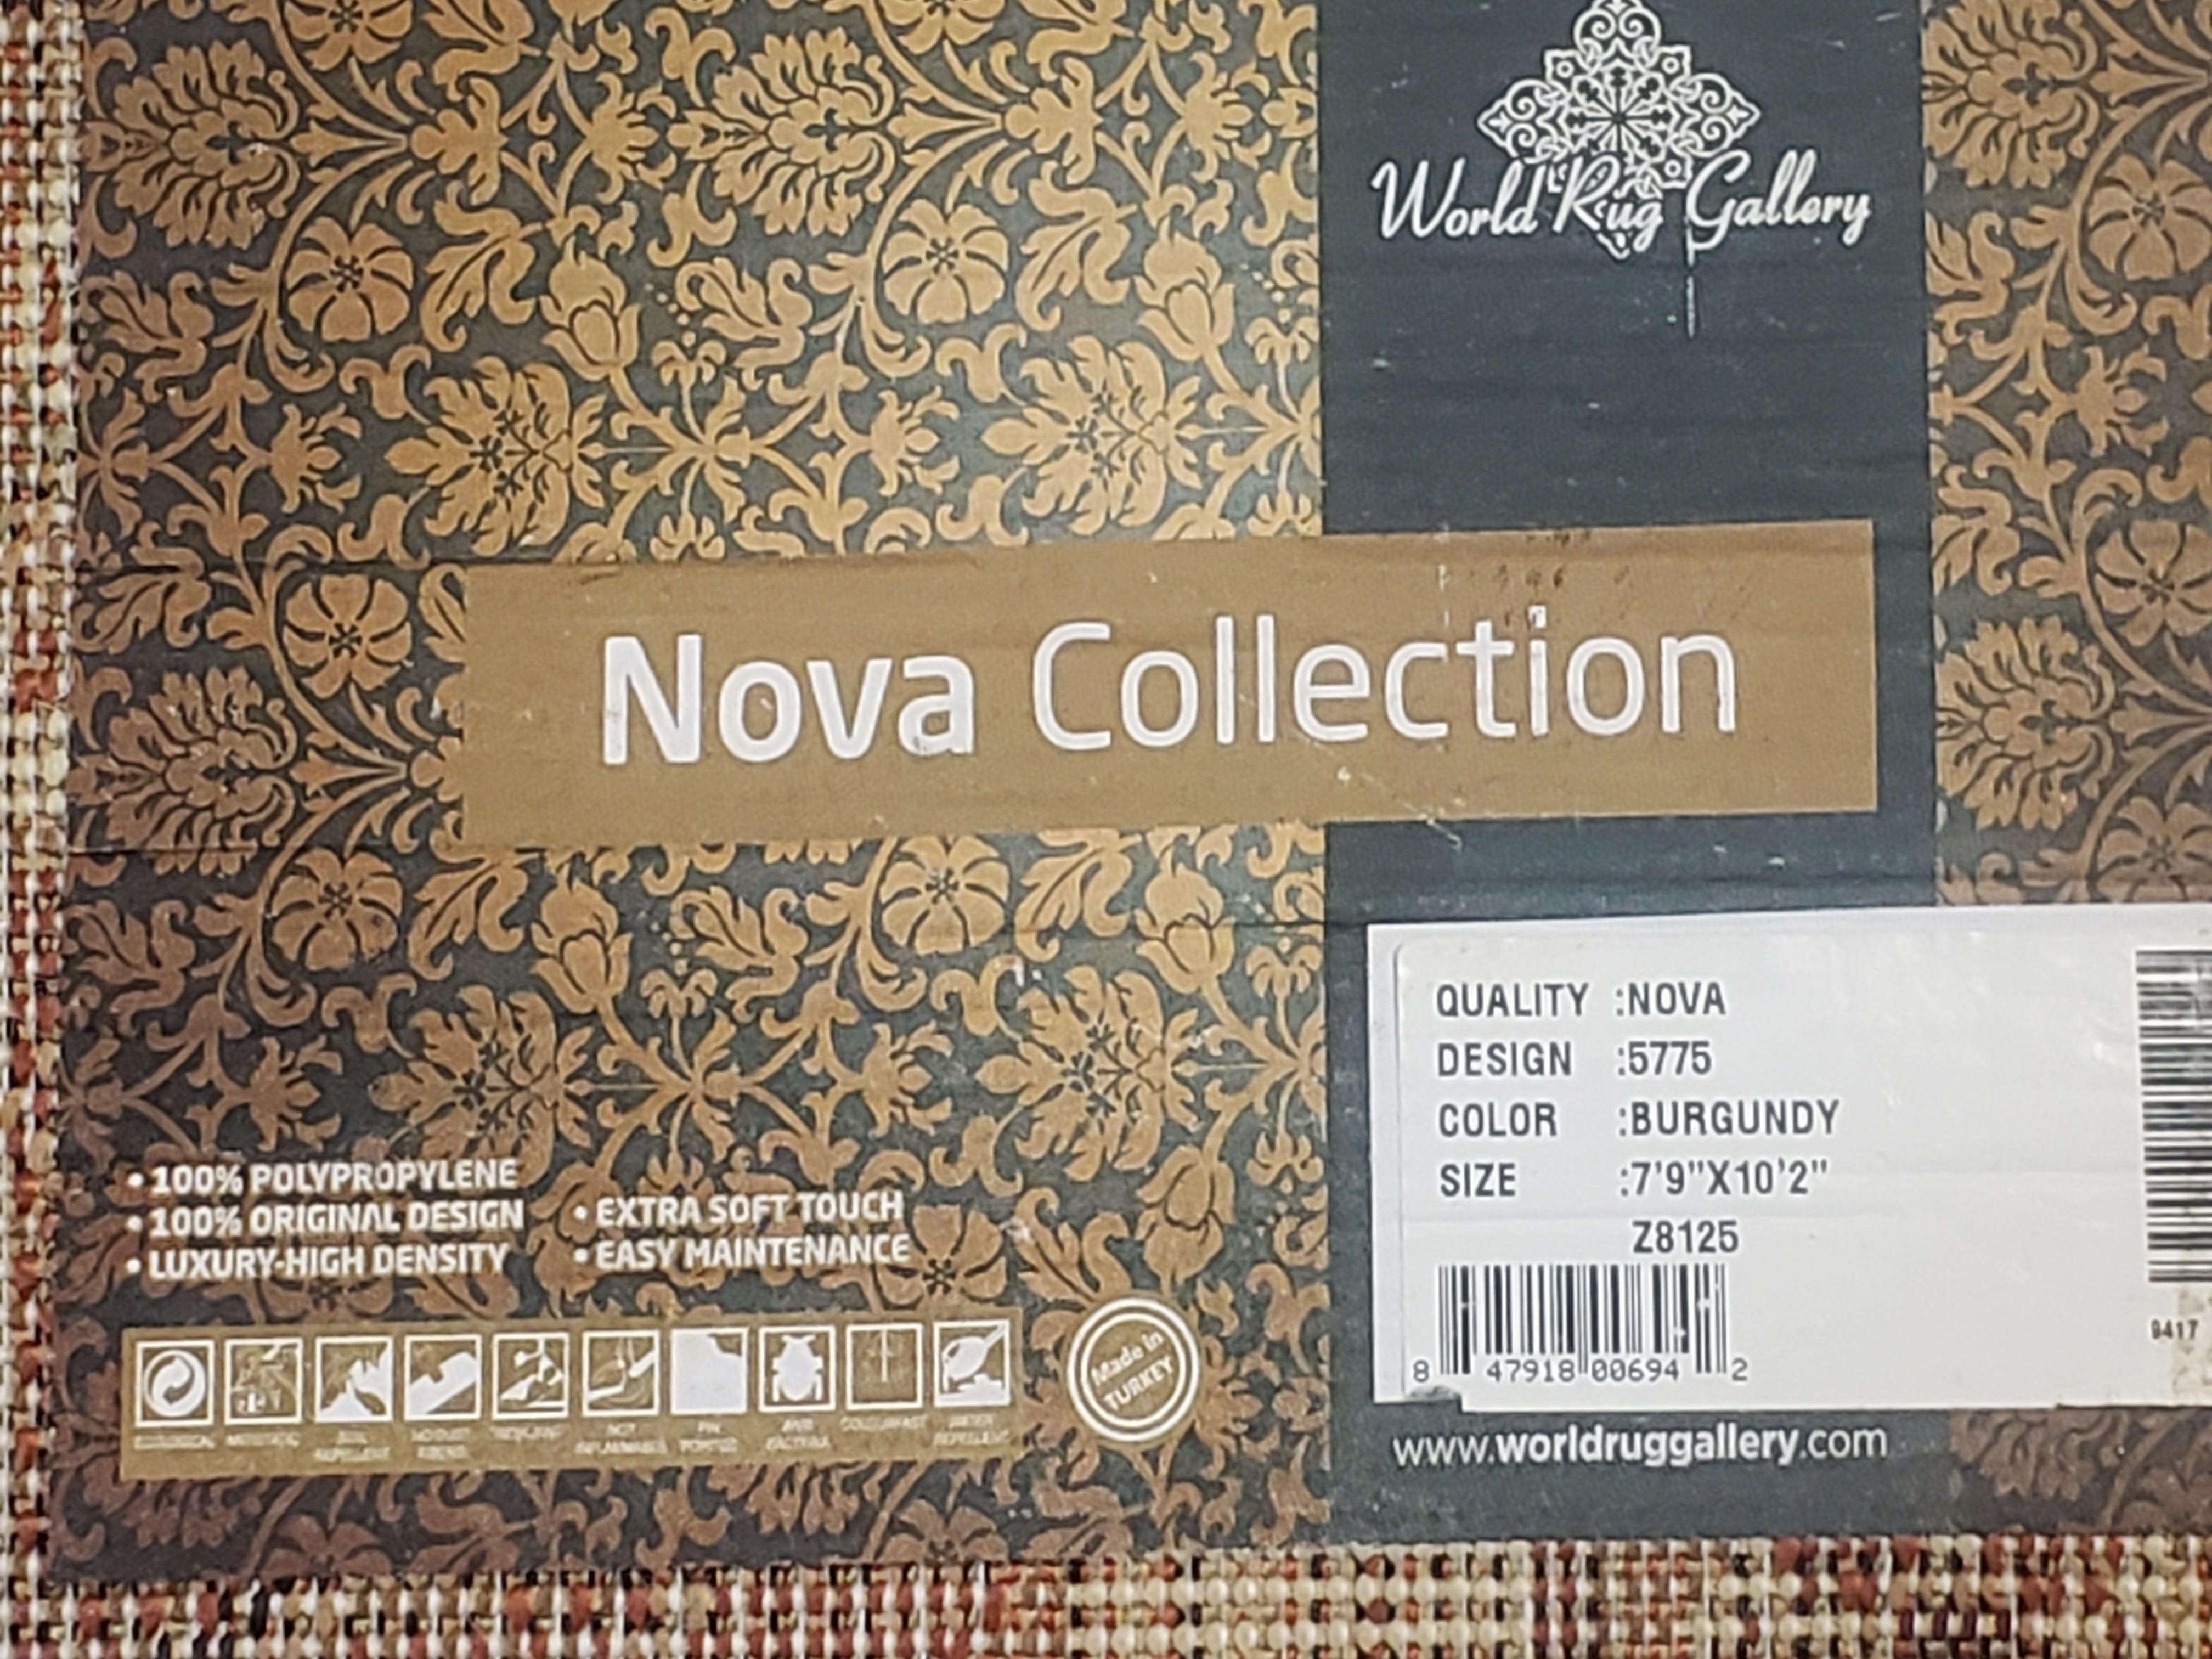 World Rug Gallery
Nova Collection
QUALITY :NOVA
DESIGN :5775
COLOR :BURGUNDY
SIZE :7'9"X10'2"
Z8125
8 47918 00694 2
9417
• 100% POLYPROPYLENE
• 100% ORIGINAL DESIGN
• LUXURY-HIGH DENSITY
• EXTRA SOFT TOUCH
• EASY MAINTENANCE
Made in
TURKEY
www.worldruggallery.com